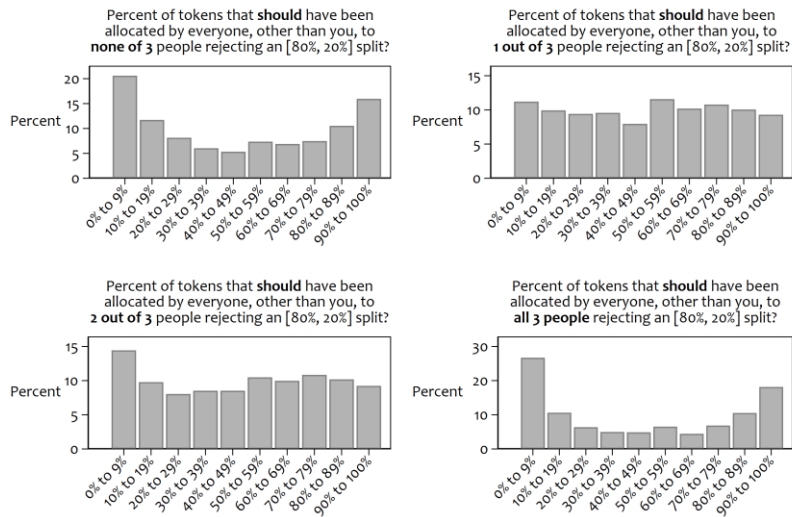 Percent of tokens that should have been
allocated by everyone, other than you, to
none of 3 people rejecting an [80%, 20%] split?
20
15
10
5
0
Percent
0% to 9%
10% to 19%
20% to 29%
30% to 39%
40% to 49%
50% to 59%
60% to 69%
70% to 79%
80% to 89%
90% to 100%
Percent of tokens that should have been
allocated by everyone, other than you, to
1 out of 3 people rejecting an [80%, 20%] split?
15
10
5
0
Percent
0% to 9%
10% to 19%
20% to 29%
30% to 39%
40% to 49%
50% to 59%
60% to 69%
70% to 79%
80% to 89%
90% to 100%
Percent of tokens that should have been
allocated by everyone, other than you, to
2 out of 3 people rejecting an [80%, 20%] split?
15
10
5
0
Percent
0% to 9%
10% to 19%
20% to 29%
30% to 39%
40% to 49%
50% to 59%
60% to 69%
70% to 79%
80% to 89%
90% to 100%
Percent of tokens that should have been
allocated by everyone, other than you, to
all 3 people rejecting an [80%, 20%] split?
30
20
10
0
Percent
0% to 9%
10% to 19%
20% to 29%
30% to 39%
40% to 49%
50% to 59%
60% to 69%
70% to 79%
80% to 89%
90% to 100%